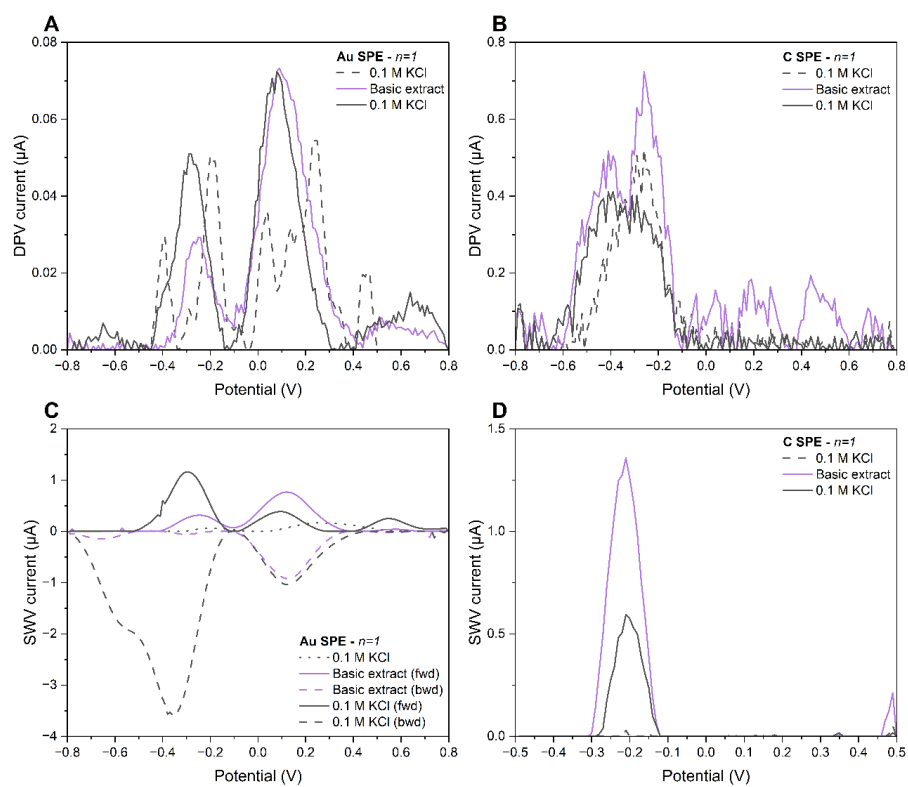 A
Au SPE - n=1
0.1 M KCl
Basic extract
0.1 M KCl
DPV current (µA)
0.08
0.06
0.04
0.02
0.00
−0.8 −0.6 −0.4 −0.2 0.0 0.2 0.4 0.6 0.8
Potential (V)
B
C SPE - n=1
0.1 M KCl
Basic extract
0.1 M KCl
DPV current (µA)
0.8
0.6
0.4
0.2
0.0
−0.8 −0.6 −0.4 −0.2 0.0 0.2 0.4 0.6 0.8
Potential (V)
C
SWV current (µA)
2
1
0
−1
−2
−3
−4
Au SPE - n=1
0.1 M KCl
Basic extract (fwd)
Basic extract (bwd)
0.1 M KCl (fwd)
0.1 M KCl (bwd)
−0.8 −0.6 −0.4 −0.2 0.0 0.2 0.4 0.6 0.8
Potential (V)
D
C SPE - n=1
0.1 M KCl
Basic extract
0.1 M KCl
SWV current (µA)
1.5
1.0
0.5
0.0
−0.5 −0.4 −0.3 −0.2 −0.1 0.0 0.1 0.2 0.3 0.4 0.5
Potential (V)